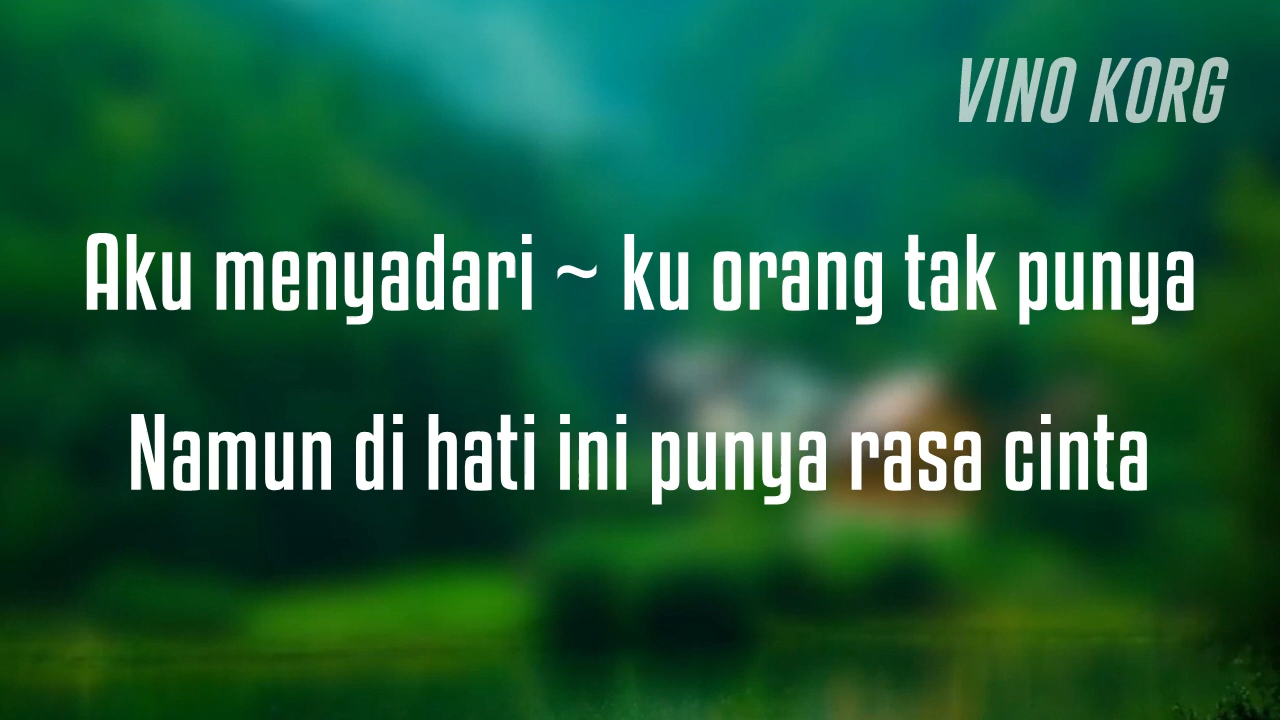 VINO KORG
Aku menyadari ~ ku orang tak punya
Namun di hati ini punya rasa cinta